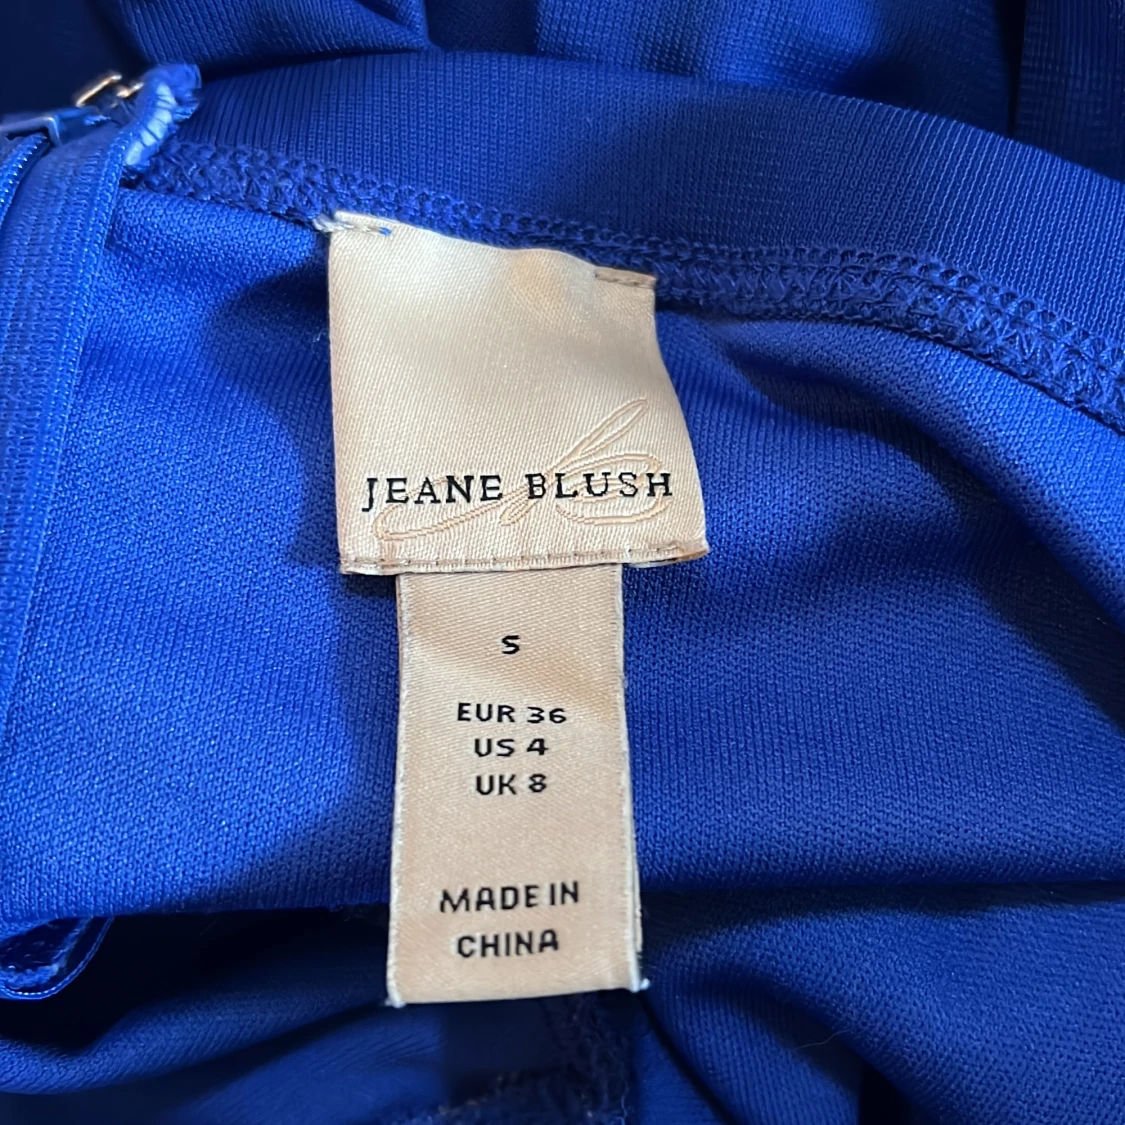 JEANE BLUSH
S
EUR 36
US 4
UK 8
MADE IN
CHINA